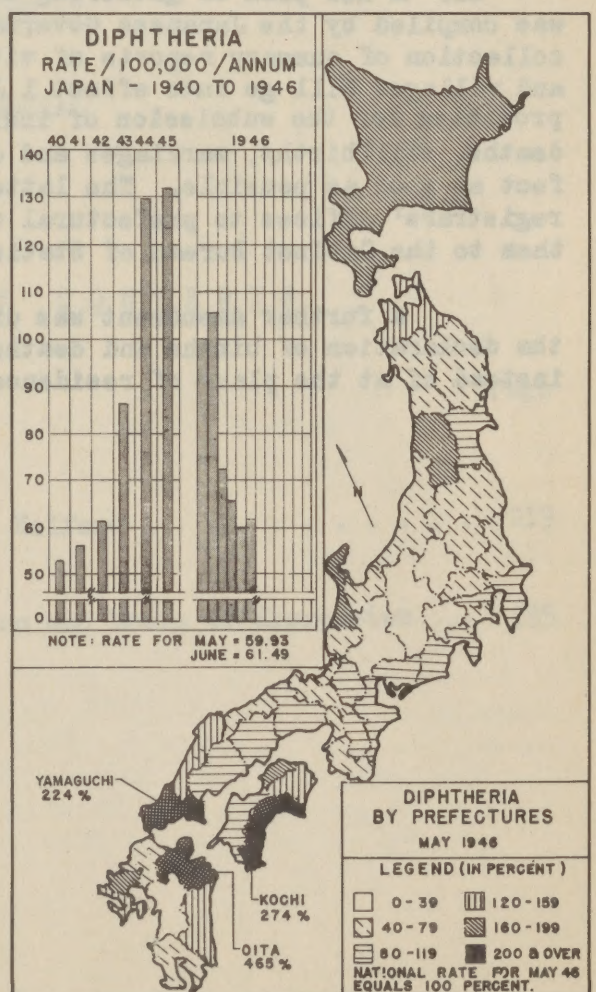 DIPHTHERIA
RATE/100,000/ANNUM
JAPAN - 1940 TO 1946
40 41 42 43 44 45 1946
140
130
120
110
100
90
80
70
60
50
0
NOTE: RATE FOR MAY = 59.93
JUNE = 61.49
N
YAMAGUCHI
224 %
KOCHI
274 %
OITA
465 %
DIPHTHERIA
BY PREFECTURES
MAY 1946
LEGEND (IN PERCENT)
0-39 120-159
40-79 160-199
80-119 200 & OVER
NATIONAL RATE FOR MAY 46
EQUALS 100 PERCENT.